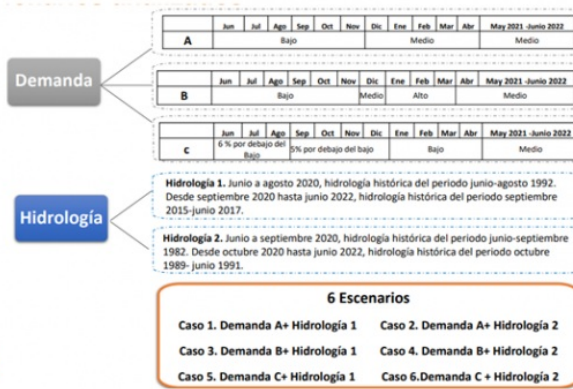 Demanda
Jun Jul Ago Sep Oct Nov Dic Ene Feb Mar Abr May 2021 -Junio 2022
A Bajo Medio Medio
Jun Jul Ago Sep Oct Nov Dic Ene Feb Mar Abr May 2021 -Junio 2022
B Bajo Medio Alto Medio
Jun Jul Ago Sep Oct Nov Dic Ene Feb Mar Abr May 2021 -Junio 2022
c 6 % por debajo del Bajo 5% por debajo del bajo Bajo Medio
Hidrología
Hidrología 1. Junio a agosto 2020, hidrología histórica del periodo junio-agosto 1992.
Desde septiembre 2020 hasta junio 2022, hidrología histórica del periodo septiembre
2015-junio 2017.
Hidrología 2. Junio a septiembre 2020, hidrología histórica del periodo junio-septiembre
1982. Desde octubre 2020 hasta junio 2022, hidrología histórica del periodo octubre
1989- junio 1991.
6 Escenarios
Caso 1. Demanda A+ Hidrología 1 Caso 2. Demanda A+ Hidrología 2
Caso 3. Demanda B+ Hidrología 1 Caso 4. Demanda B+ Hidrología 2
Caso 5. Demanda C+ Hidrología 1 Caso 6.Demanda C + Hidrología 2